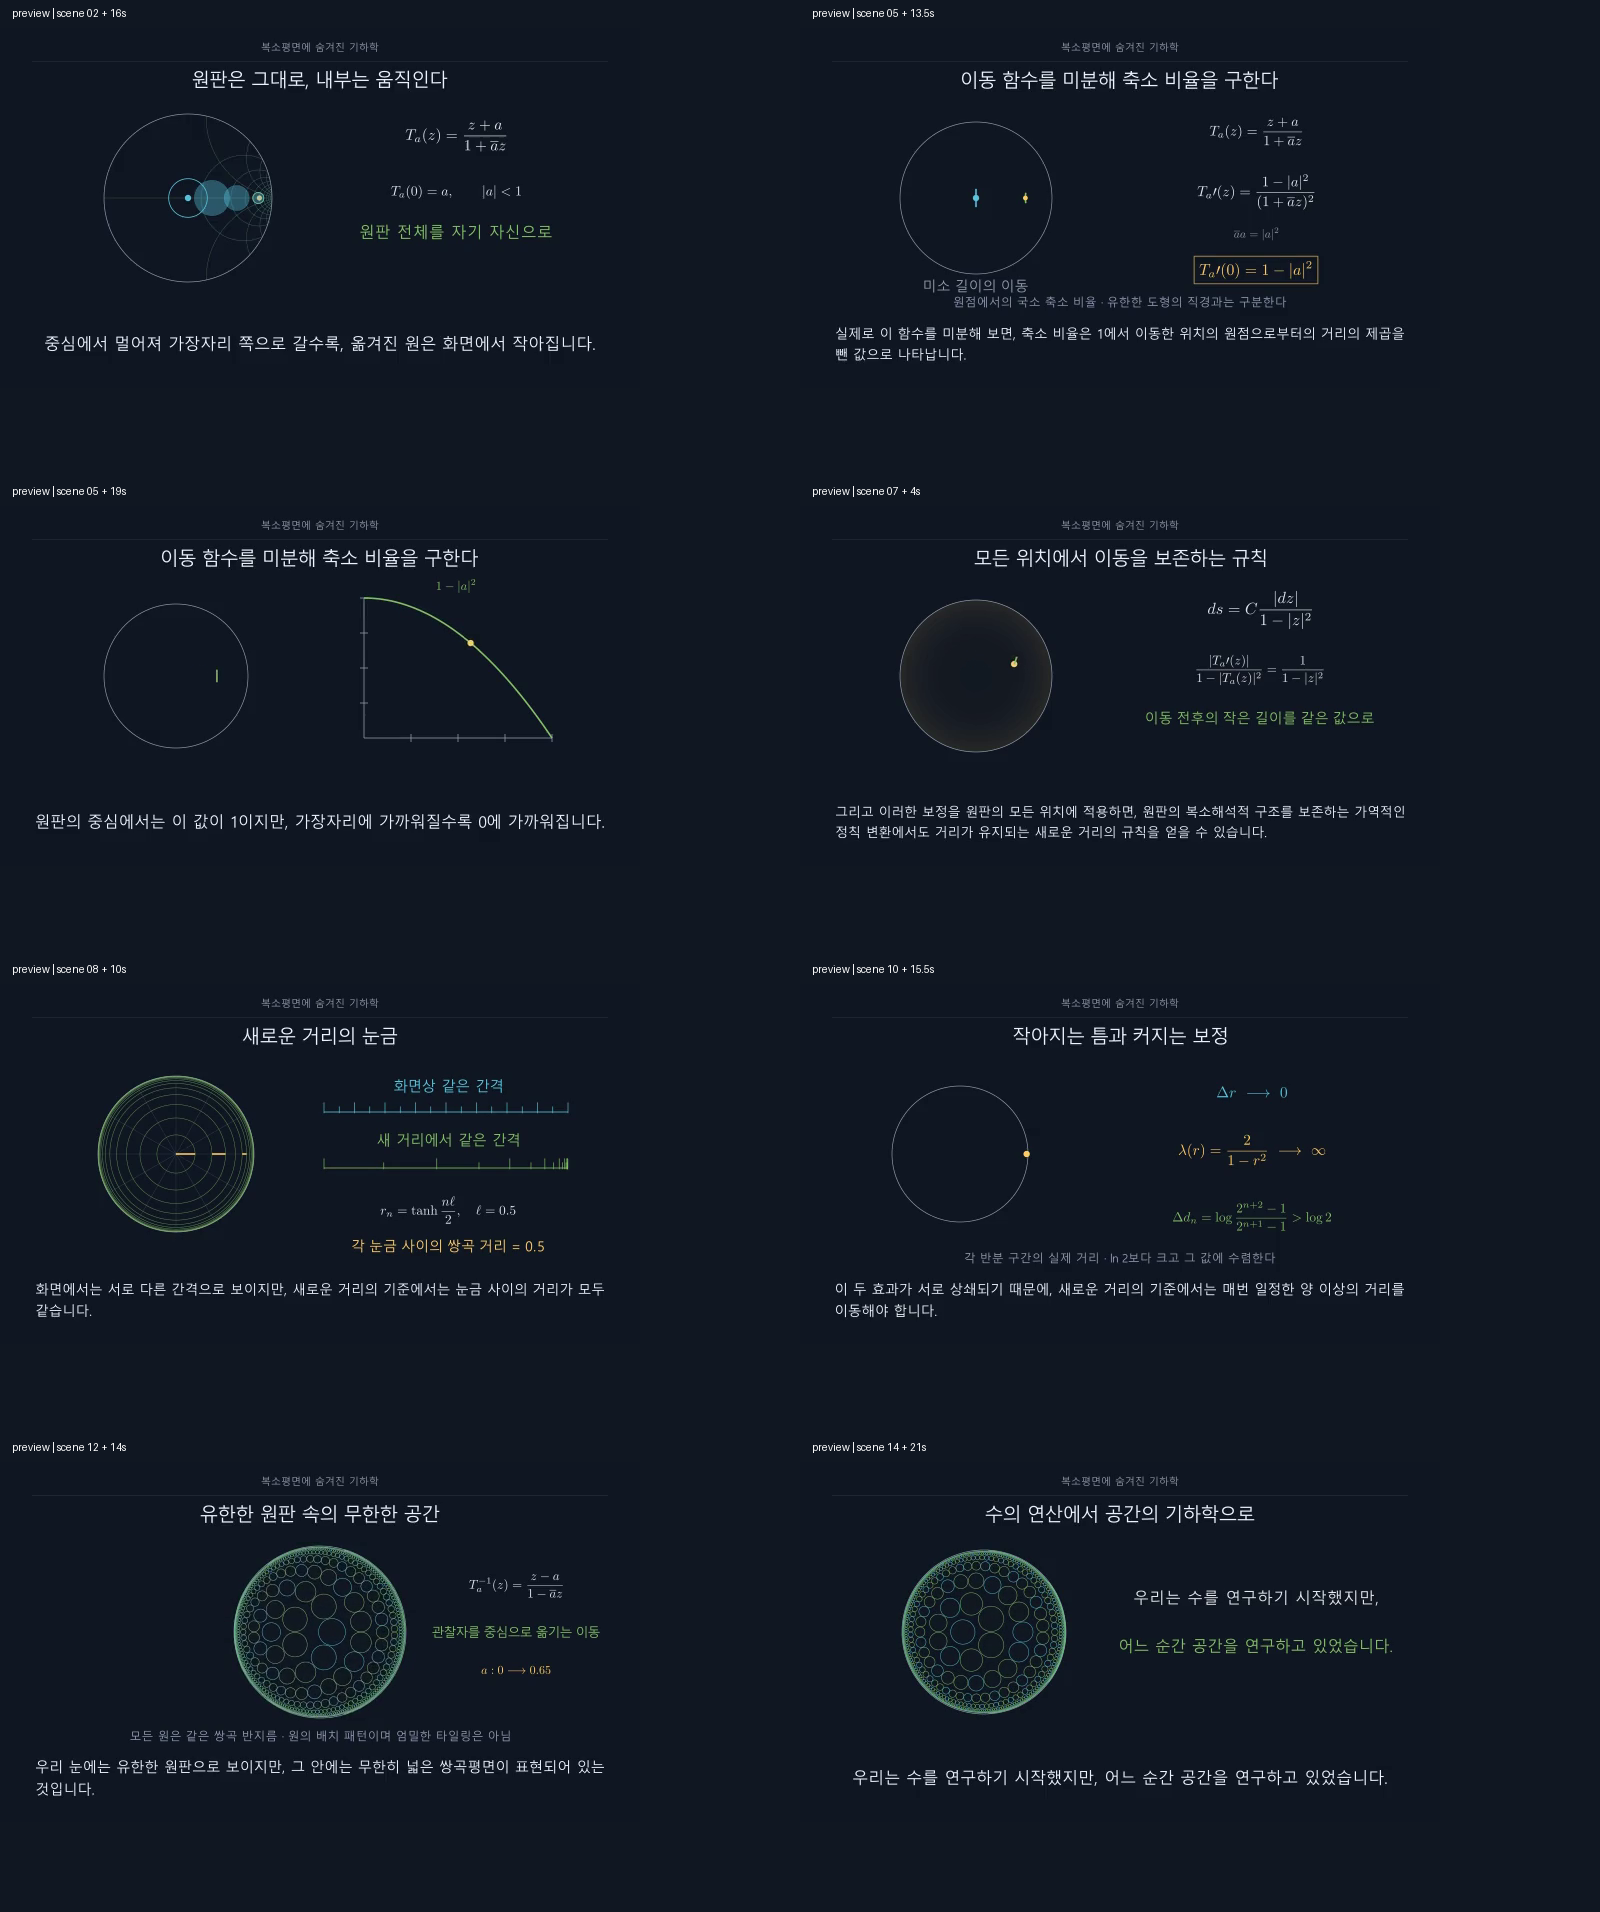 preview | scene 02 + 16s
복소평면에 숨겨진 기하학
원판은 그대로, 내부는 움직인다
T_a(z) = \frac{z + a}{1 + \overline{a}z}
T_a(0) = a, |a| < 1
원판 전체를 자기 자신으로
중심에서 멀어져 가장자리 쪽으로 갈수록, 옮겨진 원은 화면에서 작아집니다.
preview | scene 05 + 13.5s
복소평면에 숨겨진 기하학
이동 함수를 미분해 축소 비율을 구한다
T_a(z) = \frac{z + a}{1 + \overline{a}z}
T_a′(z) = \frac{1 − |a|^2}{(1 + \overline{a}z)^2}
\overline{a}a = |a|^2
T_a′(0) = 1 − |a|^2
미소 길이의 이동
원점에서의 국소 축소 비율 · 유한한 도형의 직경과는 구분한다
실제로 이 함수를 미분해 보면, 축소 비율은 1에서 이동한 위치의 원점으로부터의 거리의 제곱을
뺀 값으로 나타납니다.
preview | scene 05 + 19s
복소평면에 숨겨진 기하학
이동 함수를 미분해 축소 비율을 구한다
1 − |a|^2
원판의 중심에서는 이 값이 1이지만, 가장자리에 가까워질수록 0에 가까워집니다.
preview | scene 07 + 4s
복소평면에 숨겨진 기하학
모든 위치에서 이동을 보존하는 규칙
ds = C \frac{|dz|}{1 − |z|^2}
\frac{|T_a′(z)|}{1 − |T_a(z)|^2} = \frac{1}{1 − |z|^2}
이동 전후의 작은 길이를 같은 값으로
그리고 이러한 보정을 원판의 모든 위치에 적용하면, 원판의 복소해석적 구조를 보존하는 가역적인
정칙 변환에서도 거리가 유지되는 새로운 거리의 규칙을 얻을 수 있습니다.
preview | scene 08 + 10s
복소평면에 숨겨진 기하학
새로운 거리의 눈금
화면상 같은 간격
새 거리에서 같은 간격
r_n = tanh \frac{nℓ}{2}, ℓ = 0.5
각 눈금 사이의 쌍곡 거리 = 0.5
화면에서는 서로 다른 간격으로 보이지만, 새로운 거리의 기준에서는 눈금 사이의 거리가 모두
같습니다.
preview | scene 10 + 15.5s
복소평면에 숨겨진 기하학
작아지는 틈과 커지는 보정
Δr ⟶ 0
λ(r) = \frac{2}{1 − r^2} ⟶ ∞
Δd_n = log \frac{2^{n+2} − 1}{2^{n+1} − 1} > log 2
각 반분 구간의 실제 거리 · ln 2보다 크고 그 값에 수렴한다
이 두 효과가 서로 상쇄되기 때문에, 새로운 거리의 기준에서는 매번 일정한 양 이상의 거리를
이동해야 합니다.
preview | scene 12 + 14s
복소평면에 숨겨진 기하학
유한한 원판 속의 무한한 공간
T_a^{-1}(z) = \frac{z − a}{1 − \overline{a}z}
관찰자를 중심으로 옮기는 이동
a : 0 ⟶ 0.65
모든 원은 같은 쌍곡 반지름 · 원의 배치 패턴이며 엄밀한 타일링은 아님
우리 눈에는 유한한 원판으로 보이지만, 그 안에는 무한히 넓은 쌍곡평면이 표현되어 있는
것입니다.
preview | scene 14 + 21s
복소평면에 숨겨진 기하학
수의 연산에서 공간의 기하학으로
우리는 수를 연구하기 시작했지만,
어느 순간 공간을 연구하고 있었습니다.
우리는 수를 연구하기 시작했지만, 어느 순간 공간을 연구하고 있었습니다.